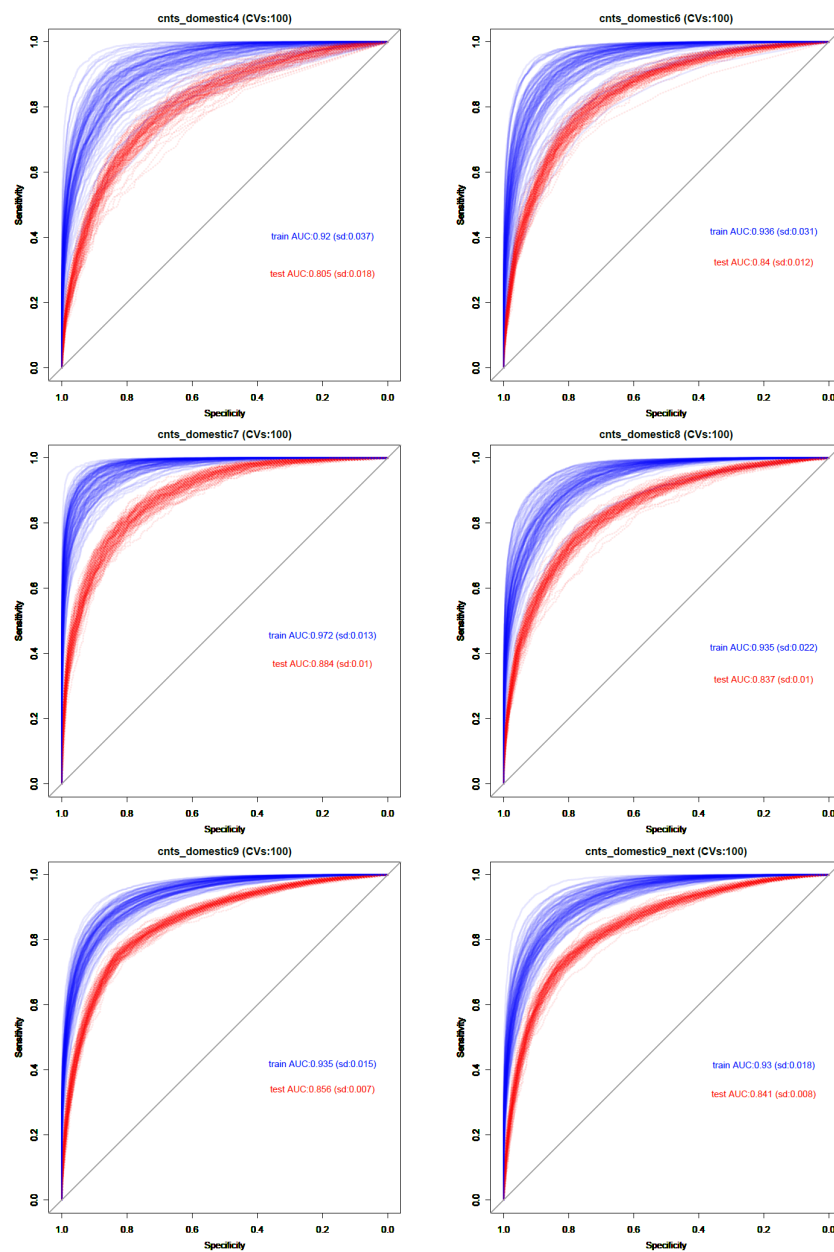 cnts_domestic4 (CVs:100)
1.0
0.8
0.6
0.4
0.2
0.0
Sensitivity
train AUC:0.92 (sd:0.037)
test AUC:0.805 (sd:0.018)
1.0 0.8 0.6 0.4 0.2 0.0
Specificity
cnts_domestic6 (CVs:100)
1.0
0.8
0.6
0.4
0.2
0.0
Sensitivity
train AUC:0.936 (sd:0.031)
test AUC:0.84 (sd:0.012)
1.0 0.8 0.6 0.4 0.2 0.0
Specificity
cnts_domestic7 (CVs:100)
1.0
0.8
0.6
0.4
0.2
0.0
Sensitivity
train AUC:0.972 (sd:0.013)
test AUC:0.884 (sd:0.01)
1.0 0.8 0.6 0.4 0.2 0.0
Specificity
cnts_domestic8 (CVs:100)
1.0
0.8
0.6
0.4
0.2
0.0
Sensitivity
train AUC:0.935 (sd:0.022)
test AUC:0.837 (sd:0.01)
1.0 0.8 0.6 0.4 0.2 0.0
Specificity
cnts_domestic9 (CVs:100)
1.0
0.8
0.6
0.4
0.2
0.0
Sensitivity
train AUC:0.935 (sd:0.015)
test AUC:0.856 (sd:0.007)
1.0 0.8 0.6 0.4 0.2 0.0
Specificity
cnts_domestic9_next (CVs:100)
1.0
0.8
0.6
0.4
0.2
0.0
Sensitivity
train AUC:0.93 (sd:0.018)
test AUC:0.841 (sd:0.008)
1.0 0.8 0.6 0.4 0.2 0.0
Specificity